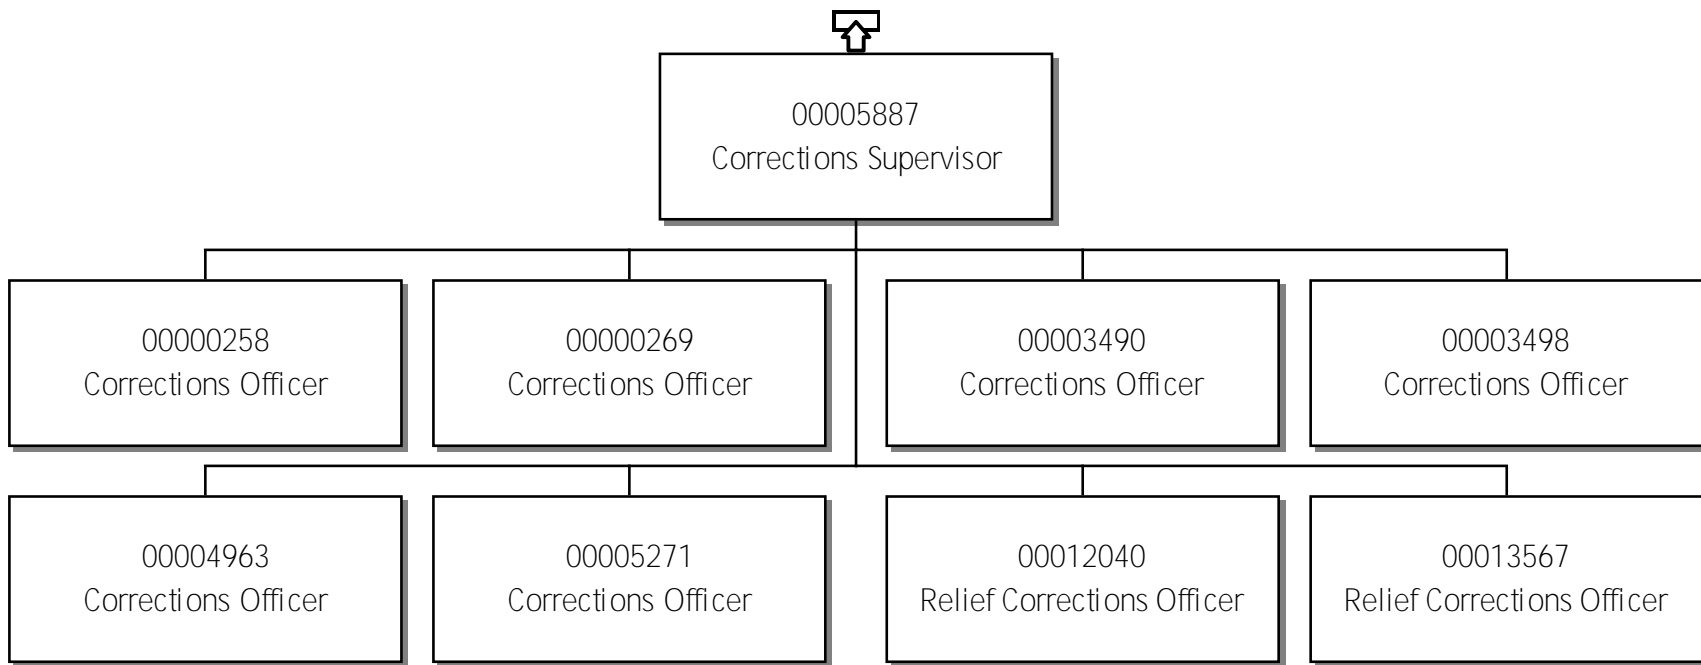 00005887
Corrections Supervisor
00000258
Corrections Officer
00000269
Corrections Officer
00003490
Corrections Officer
00003498
Corrections Officer
00004963
Corrections Officer
00005271
Corrections Officer
00012040
Relief Corrections Officer
00013567
Relief Corrections Officer